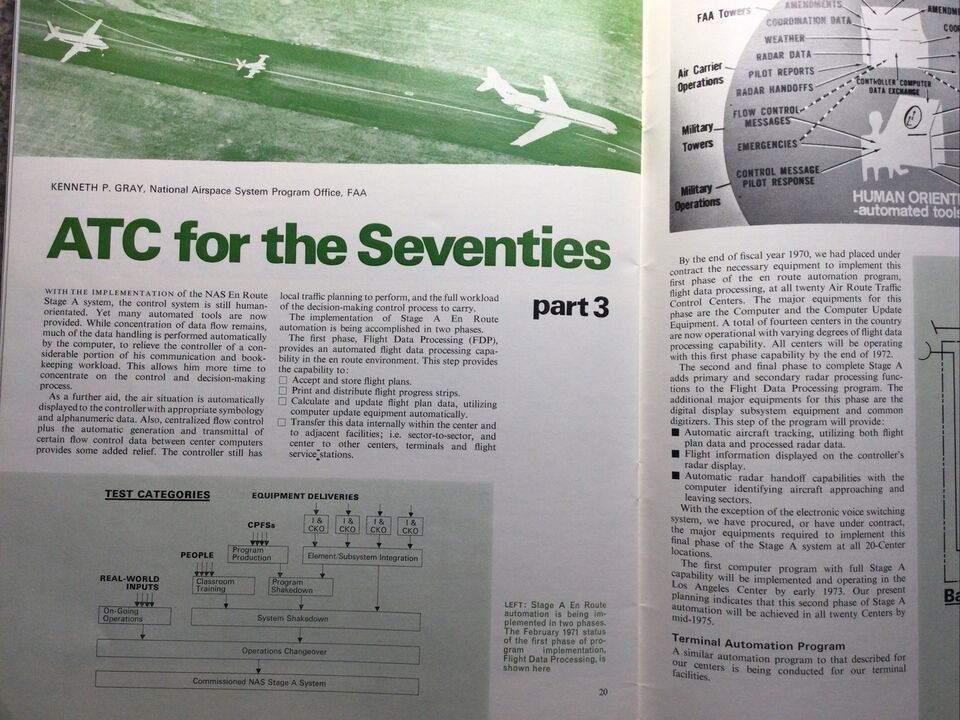 KENNETH P. GRAY, National Airspace System Program Office, FAA
ATC for the Seventies
part 3
WITH THE IMPLEMENTATION of the NAS En Route
Stage A system, the control system is still human-
orientated. Yet many automated tools are now
provided. While concentration of data flow remains,
much of the data handling is performed automatically
by the computer, to relieve the controller of a con-
siderable portion of his communication and book-
keeping workload. This allows him more time to
concentrate on the control and decision-making
process.
As a further aid, the air situation is automatically
displayed to the controller with appropriate symbology
and alphanumeric data. Also, centralized flow control
plus the automatic generation and transmittal of
certain flow control data between center computers
provides some added relief. The controller still has
local traffic planning to perform, and the full workload
of the decision-making control process to carry.
The implementation of Stage A En Route
automation is being accomplished in two phases.
The first phase, Flight Data Processing (FDP),
provides an automated flight data processing capa-
bility in the en route environment. This step provides
the capability to:
□ Accept and store flight plans.
□ Print and distribute flight progress strips.
□ Calculate and update flight plan data, utilizing
computer update equipment automatically.
□ Transfer this data internally within the center and
to adjacent facilities; i.e. sector-to-sector, and
center to other centers, terminals and flight
service stations.
TEST CATEGORIES
EQUIPMENT DELIVERIES
I & CKO
I & CKO
I & CKO
I & CKO
CPFSs
Program Production
Element/Subsystem Integration
PEOPLE
Classroom Training
Program Shakedown
REAL-WORLD INPUTS
On-Going Operations
System Shakedown
Operations Changeover
Commissioned NAS Stage A System
LEFT: Stage A En Route
automation is being im-
plemented in two phases.
The February 1971 status
of the first phase of pro-
gram implementation,
Flight Data Processing, is
shown here
20
FAA Towers
Air Carrier
Operations
Military
Towers
Military
Operations
AMENDMENTS
COORDINATION DATA
WEATHER
RADAR DATA
PILOT REPORTS
RADAR HANDOFFS
FLOW CONTROL
MESSAGES
EMERGENCIES
CONTROL MESSAGE
PILOT RESPONSE
CONTROLLER COMPUTER
DATA EXCHANGE
HUMAN ORIENT
-automated tools
By the end of fiscal year 1970, we had placed under
contract the necessary equipment to implement this
first phase of the en route automation program,
flight data processing, at all twenty Air Route Traffic
Control Centers. The major equipments for this
phase are the Computer and the Computer Update
Equipment. A total of fourteen centers in the country
are now operational with varying degrees of flight data
processing capability. All centers will be operating
with this first phase capability by the end of 1972.
The second and final phase to complete Stage A
adds primary and secondary radar processing func-
tions to the Flight Data Processing program. The
additional major equipments for this phase are the
digital display subsystem equipment and common
digitizers. This step of the program will provide:
■ Automatic aircraft tracking, utilizing both flight
plan data and processed radar data.
■ Flight information displayed on the controller's
radar display.
■ Automatic radar handoff capabilities with the
computer identifying aircraft approaching and
leaving sectors.
With the exception of the electronic voice switching
system, we have procured, or have under contract,
the major equipments required to implement this
final phase of the Stage A system at all 20-Center
locations.
The first computer program with full Stage A
capability will be implemented and operating in the
Los Angeles Center by early 1973. Our present
planning indicates that this second phase of Stage A
automation will be achieved in all twenty Centers by
mid-1975.
Terminal Automation Program
A similar automation program to that described for
our centers is being conducted for our terminal
facilities.